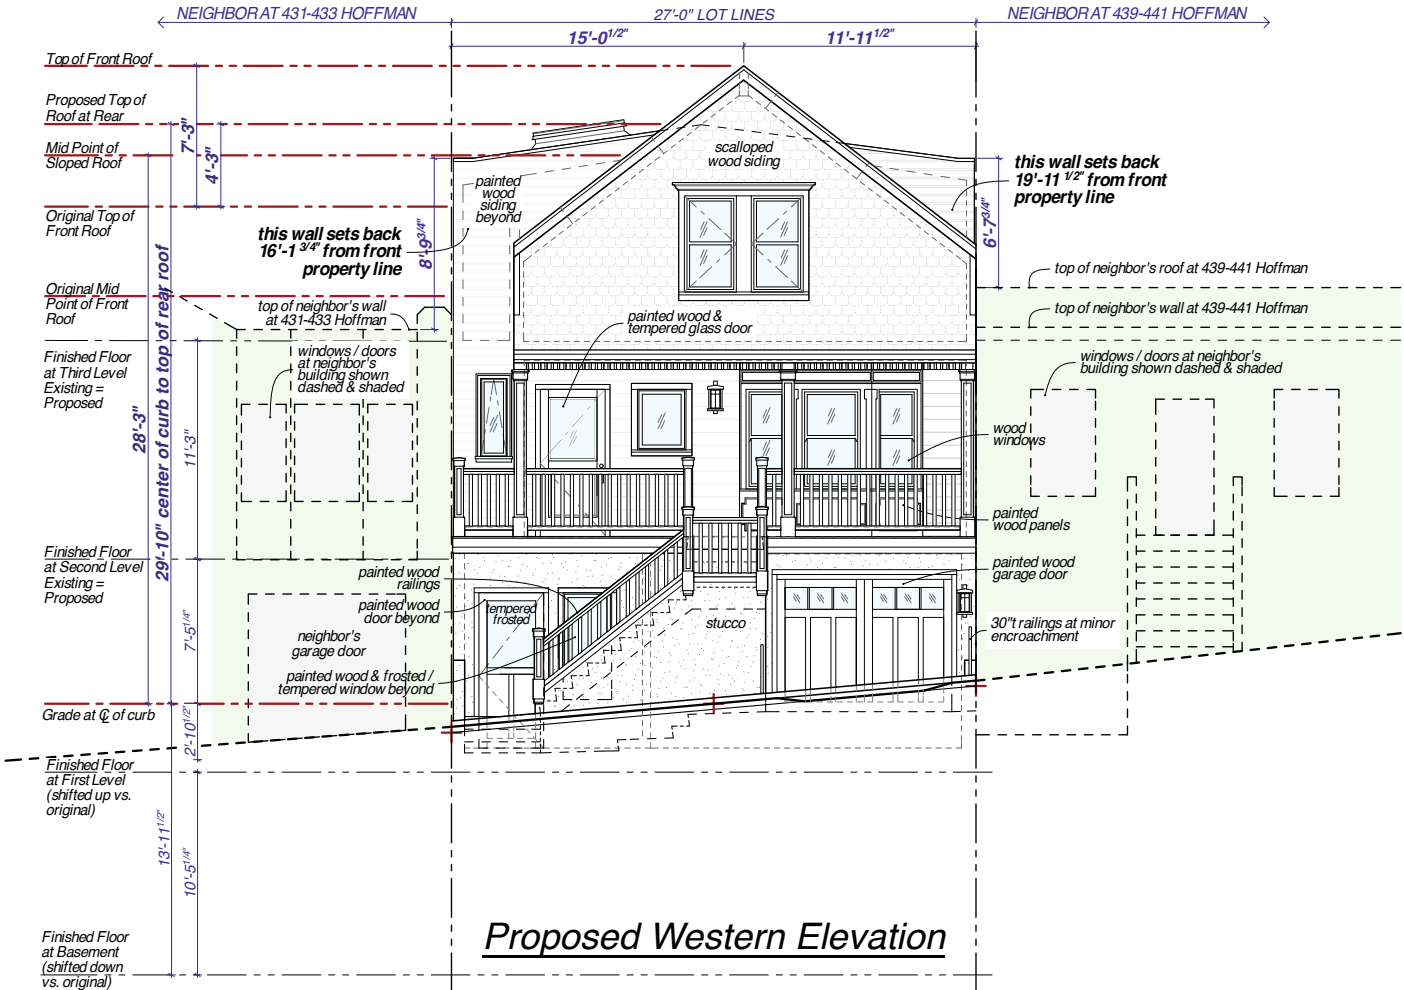 NEIGHBOR AT 431-433 HOFFMAN
27'-0" LOT LINES
NEIGHBOR AT 439-441 HOFFMAN
15'-0 1/2"
11'-11 1/2"
Top of Front Roof
Proposed Top of
Roof at Rear
Mid Point of
Sloped Roof
7'-3"
4'-3"
Original Top of
Front Roof
Original Mid
Point of Front
Roof
scalloped
wood siding
painted
wood
siding
beyond
this wall sets back
16'-1 3/4" from front
property line
8'-9 3/4"
this wall sets back
19'-11 1/2" from front
property line
6'-7 3/4"
top of neighbor's roof at 439-441 Hoffman
top of neighbor's wall at 439-441 Hoffman
top of neighbor's wall
at 431-433 Hoffman
painted wood &
tempered glass door
Finished Floor
at Third Level
Existing =
Proposed
windows / doors
at neighbor's
building shown
dashed & shaded
windows / doors at neighbor's
building shown dashed & shaded
28'-3"
29'-10" center of curb to top of rear roof
11'-3"
wood
windows
painted
wood panels
Finished Floor
at Second Level
Existing =
Proposed
painted wood
railings
painted wood
door beyond
tempered
frosted
painted wood
garage door
stucco
30"t railings at minor
encroachment
7'-5 1/4"
neighbor's
garage door
painted wood & frosted /
tempered window beyond
Grade at ℄ of curb
2'-10 1/2"
Finished Floor
at First Level
(shifted up vs.
original)
13'-11 1/2"
10'-5 1/4"
Proposed Western Elevation
Finished Floor
at Basement
(shifted down
vs. original)